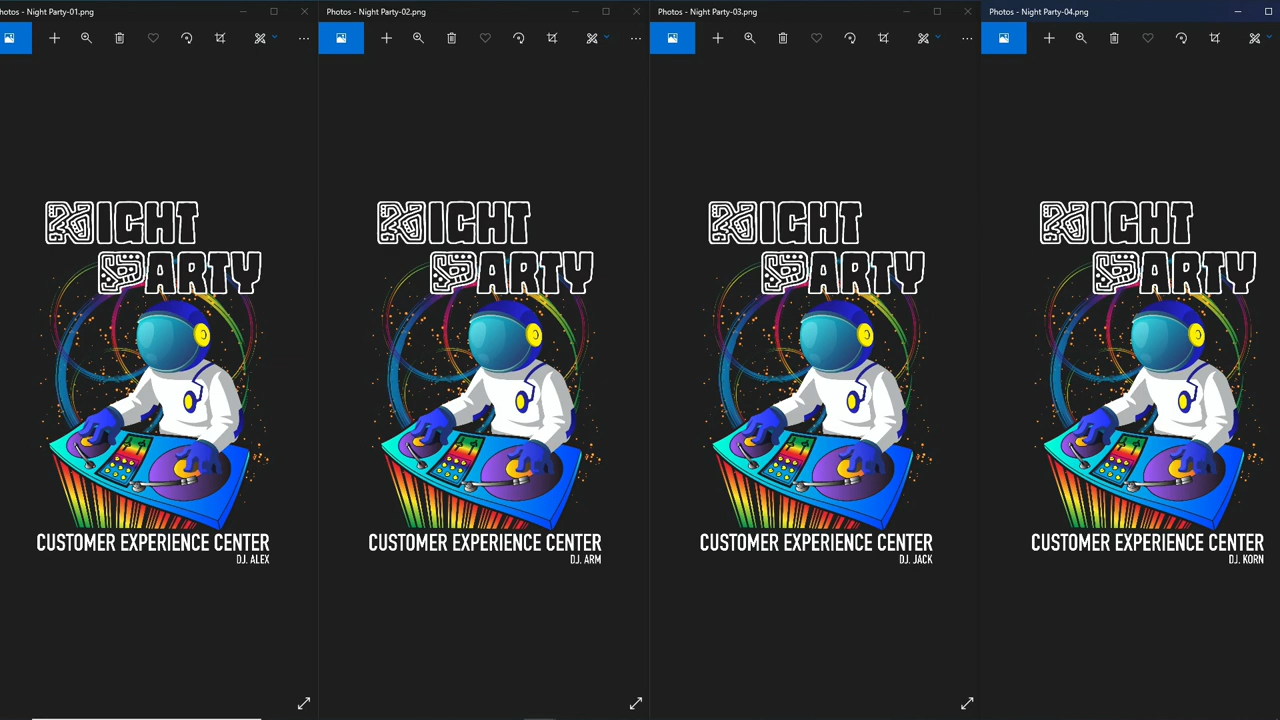 hotos - Night Party-01.png
Photos - Night Party-02.png
Photos - Night Party-03.png
Photos - Night Party-04.png
NIGHT
PARTY
CUSTOMER EXPERIENCE CENTER
DJ. ALEX
NIGHT
PARTY
CUSTOMER EXPERIENCE CENTER
DJ. ARM
NIGHT
PARTY
CUSTOMER EXPERIENCE CENTER
DJ. JACK
NIGHT
PARTY
CUSTOMER EXPERIENCE CENTER
DJ. KORN